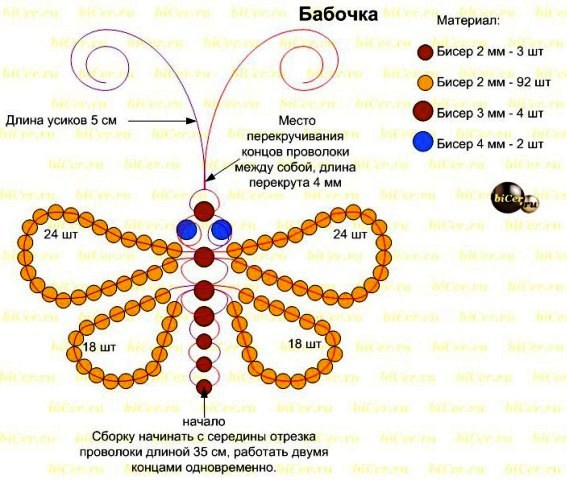 Бабочка
Материал:
Бисер 2 мм - 3 шт
Бисер 2 мм - 92 шт
Бисер 3 мм - 4 шт
Бисер 4 мм - 2 шт
Длина усиков 5 см
Место
перекручивания
концов проволоки
между собой, длина
перекрута 4 мм
biCer.ru
24 шт
24 шт
18 шт
18 шт
начало
Сборку начинать с середины отрезка
проволоки длиной 35 см, работать двумя
концами одновременно.